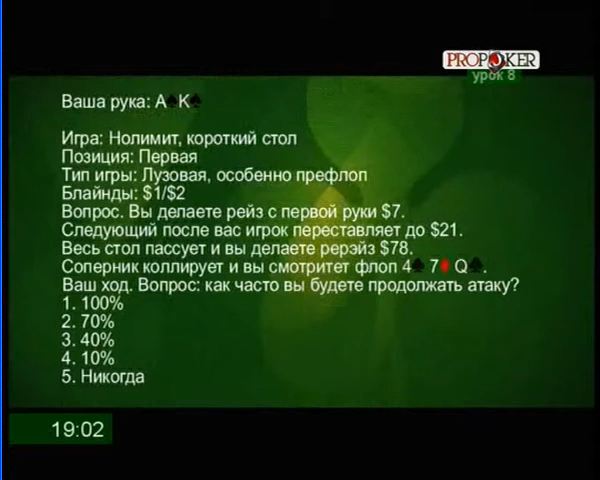 PROPOKER
урок 8
Ваша рука: A♠K♠
Игра: Нолимит, короткий стол
Позиция: Первая
Тип игры: Лузовая, особенно префлоп
Блайнды: $1/$2
Вопрос. Вы делаете рейз с первой руки $7.
Следующий после вас игрок переставляет до $21.
Весь стол пассует и вы делаете ререйз $78.
Соперник коллирует и вы смотритет флоп 4♠ 7♦ Q♠.
Ваш ход. Вопрос: как часто вы будете продолжать атаку?
1. 100%
2. 70%
3. 40%
4. 10%
5. Никогда
19:02